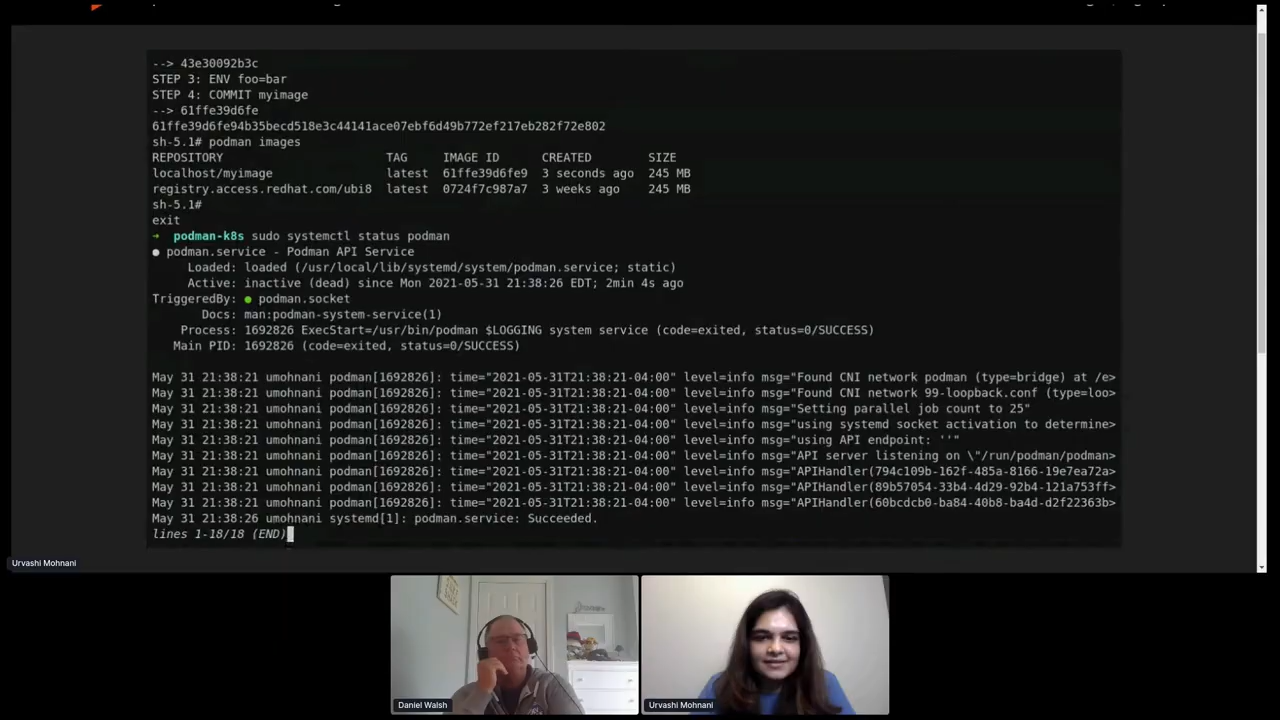 --> 43e30092b3c
STEP 3: ENV foo=bar
STEP 4: COMMIT myimage
--> 61ffe39d6fe
61ffe39d6fe94b35becd518e3c44141ace07ebf6d49b772ef217eb282f72e802
sh-5.1# podman images
REPOSITORY TAG IMAGE ID CREATED SIZE
localhost/myimage latest 61ffe39d6fe9 3 seconds ago 245 MB
registry.access.redhat.com/ubi8 latest 0724f7c987a7 3 weeks ago 245 MB
sh-5.1#
exit
→ podman-k8s sudo systemctl status podman
● podman.service - Podman API Service
Loaded: loaded (/usr/local/lib/systemd/system/podman.service; static)
Active: inactive (dead) since Mon 2021-05-31 21:38:26 EDT; 2min 4s ago
TriggeredBy: ● podman.socket
Docs: man:podman-system-service(1)
Process: 1692826 ExecStart=/usr/bin/podman $LOGGING system service (code=exited, status=0/SUCCESS)
Main PID: 1692826 (code=exited, status=0/SUCCESS)
May 31 21:38:21 umohnani podman[1692826]: time="2021-05-31T21:38:21-04:00" level=info msg="Found CNI network podman (type=bridge) at /e>
May 31 21:38:21 umohnani podman[1692826]: time="2021-05-31T21:38:21-04:00" level=info msg="Found CNI network 99-loopback.conf (type=loo>
May 31 21:38:21 umohnani podman[1692826]: time="2021-05-31T21:38:21-04:00" level=info msg="Setting parallel job count to 25"
May 31 21:38:21 umohnani podman[1692826]: time="2021-05-31T21:38:21-04:00" level=info msg="using systemd socket activation to determine>
May 31 21:38:21 umohnani podman[1692826]: time="2021-05-31T21:38:21-04:00" level=info msg="using API endpoint: ''"
May 31 21:38:21 umohnani podman[1692826]: time="2021-05-31T21:38:21-04:00" level=info msg="API server listening on \"/run/podman/podman>
May 31 21:38:21 umohnani podman[1692826]: time="2021-05-31T21:38:21-04:00" level=info msg="APIHandler(794c109b-162f-485a-8166-19e7ea72a>
May 31 21:38:21 umohnani podman[1692826]: time="2021-05-31T21:38:21-04:00" level=info msg="APIHandler(89b57054-33b4-4d29-92b4-121a753ff>
May 31 21:38:21 umohnani podman[1692826]: time="2021-05-31T21:38:21-04:00" level=info msg="APIHandler(60bcdcb0-ba84-40b8-ba4d-d2f22363b>
May 31 21:38:26 umohnani systemd[1]: podman.service: Succeeded.
lines 1-18/18 (END)
Urvashi Mohnani
Daniel Walsh
Urvashi Mohnani